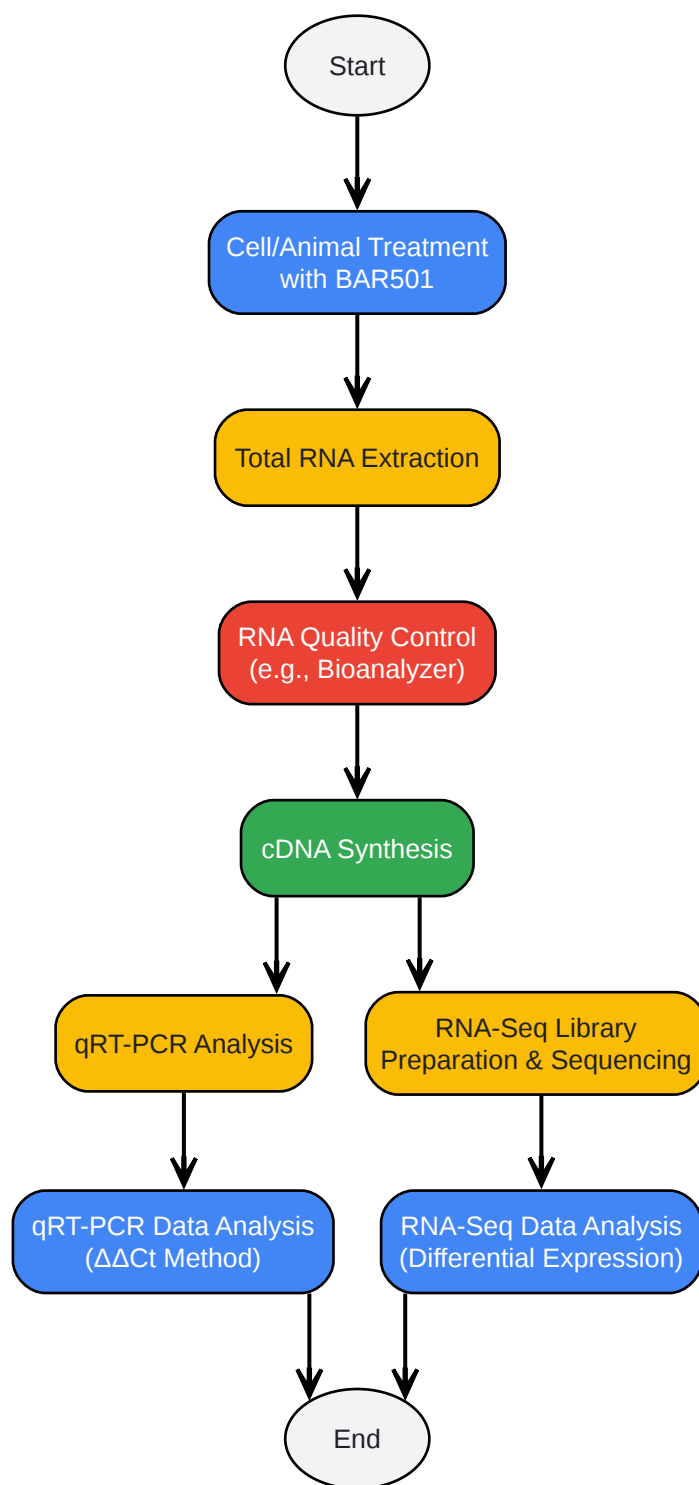 Start
Cell/Animal Treatment
with BAR501
Total RNA Extraction
RNA Quality Control
(e.g., Bioanalyzer)
cDNA Synthesis
qRT-PCR Analysis
RNA-Seq Library
Preparation & Sequencing
qRT-PCR Data Analysis
(ΔΔCt Method)
RNA-Seq Data Analysis
(Differential Expression)
End